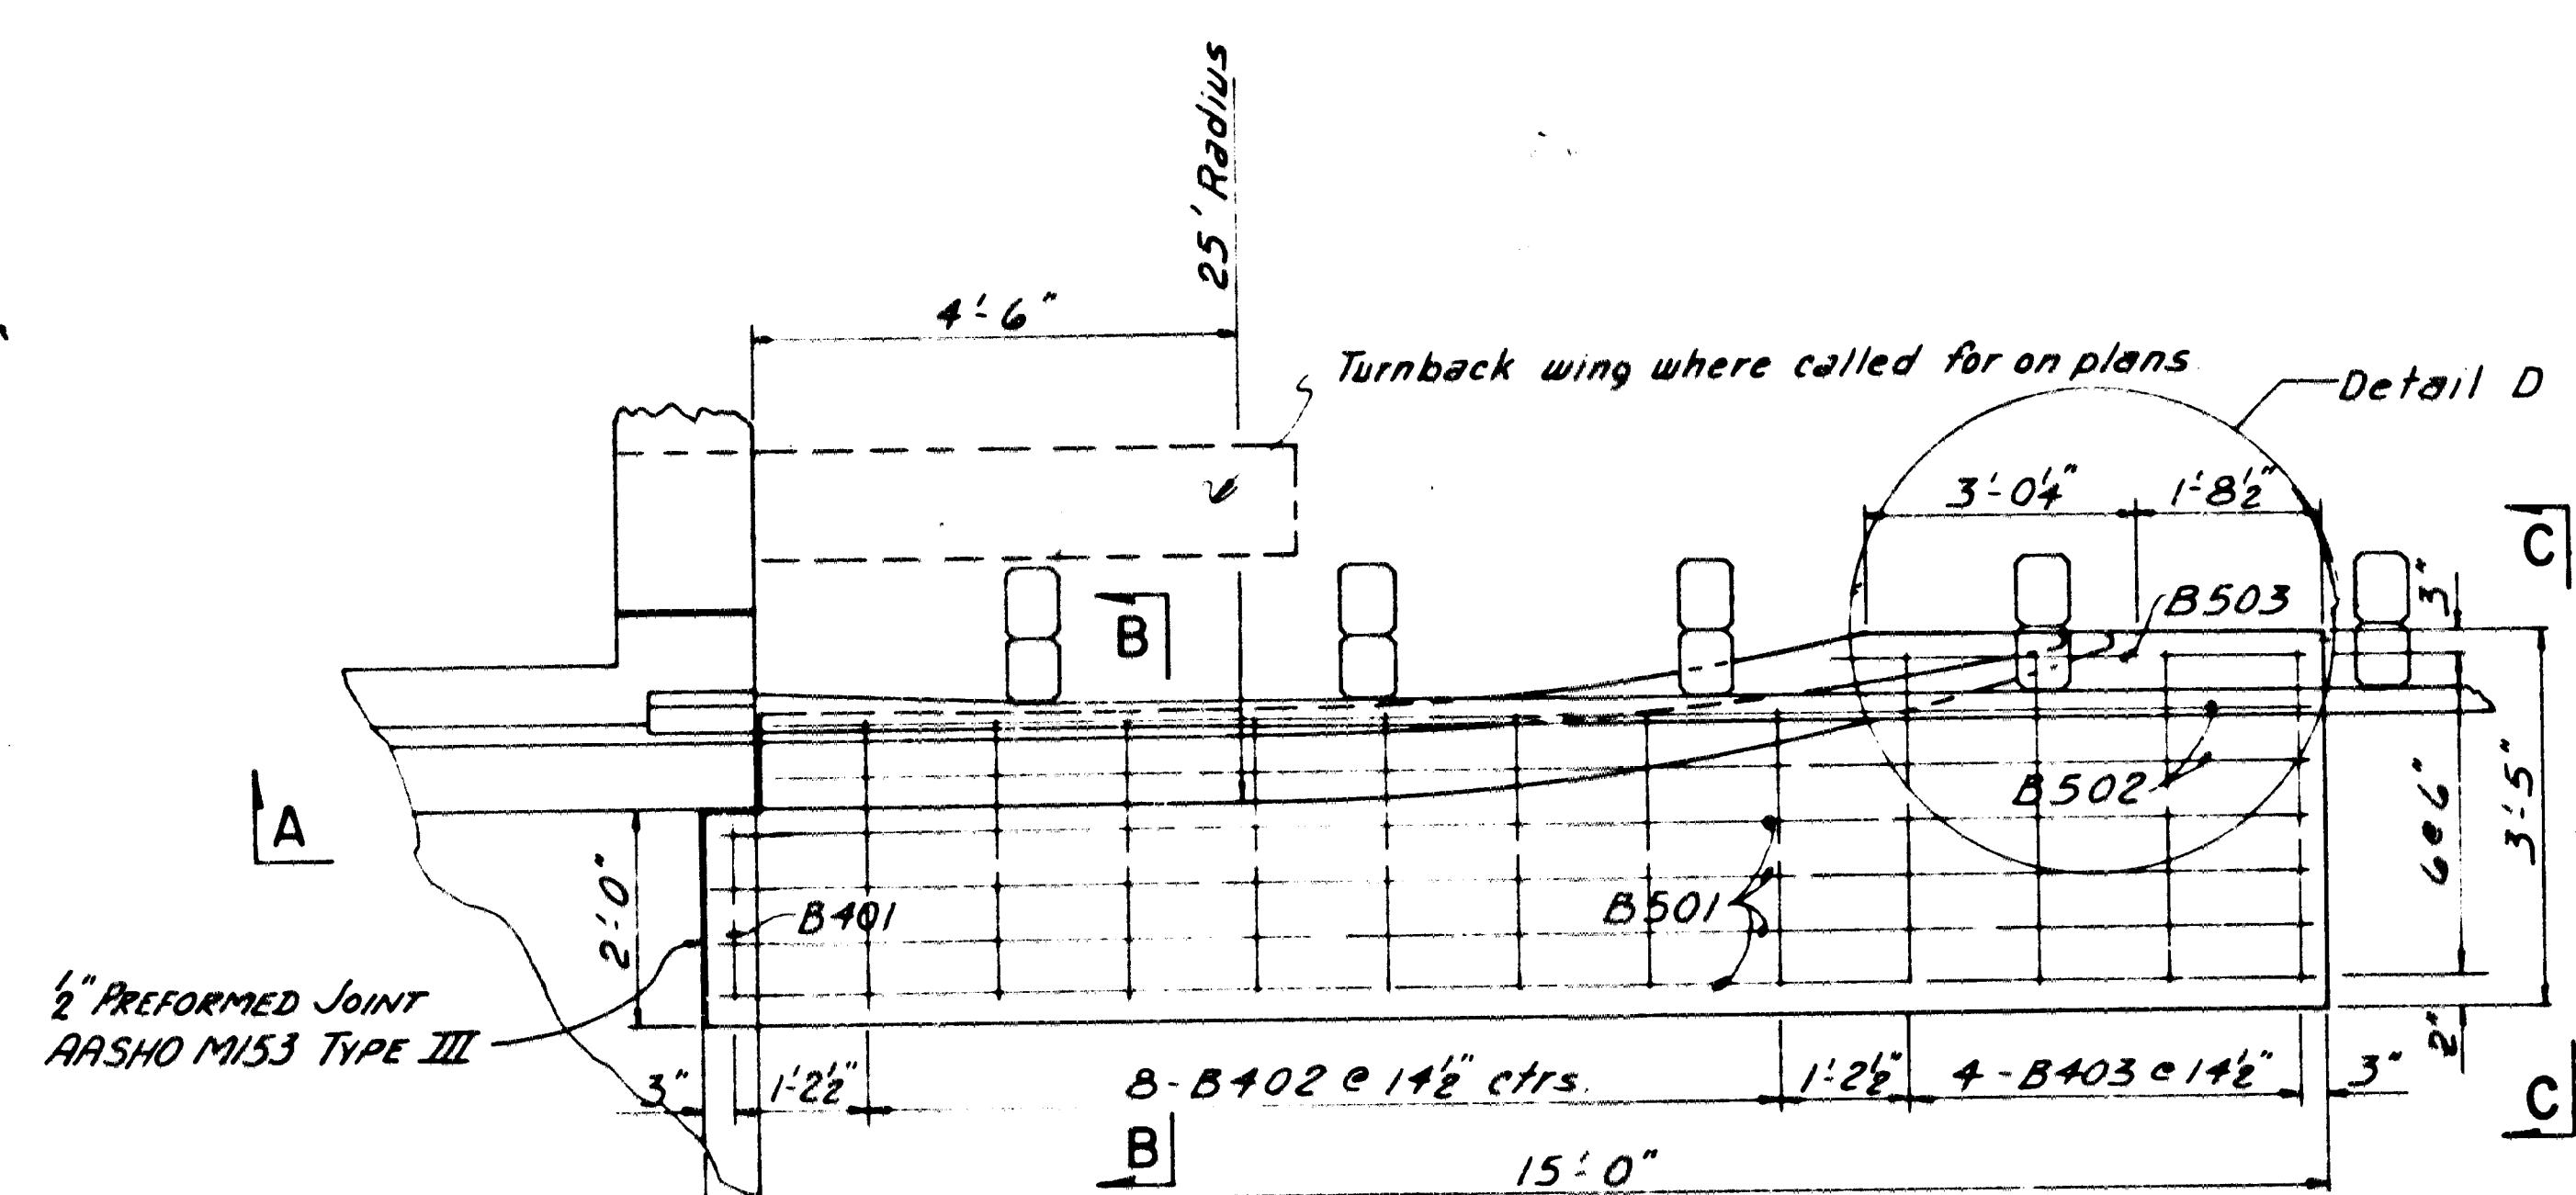 25' Radius
4'-6"
Turnback wing where called for on plans
Detail D
3'-0¼"
1'-8½"
C
3"
B
B503
A
B502
6@6"
3'-5"
2'-0"
B501
B401
½" PREFORMED JOINT
AASHO M153 TYPE III
2"
3"
1'-2½"
8-B402 @ 14½" ctrs.
1'-2½"
4-B403 @ 14½"
3"
C
B
15'-0"